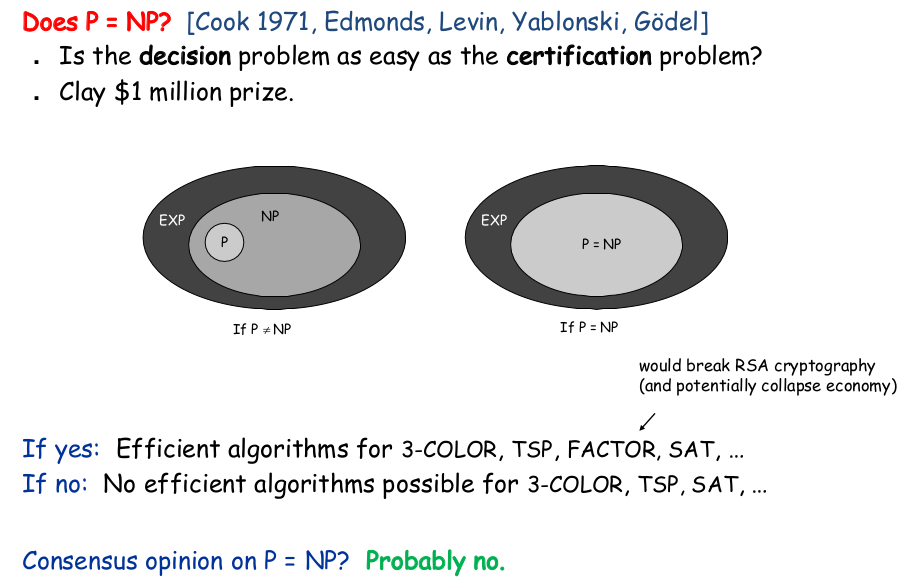 Does P = NP? [Cook 1971, Edmonds, Levin, Yablonski, Gödel]
. Is the decision problem as easy as the certification problem?
. Clay $1 million prize.
EXP
NP
P
If P ≠ NP
EXP
P = NP
If P = NP
would break RSA cryptography
(and potentially collapse economy)
If yes: Efficient algorithms for 3-COLOR, TSP, FACTOR, SAT, ...
If no: No efficient algorithms possible for 3-COLOR, TSP, SAT, ...
Consensus opinion on P = NP? Probably no.